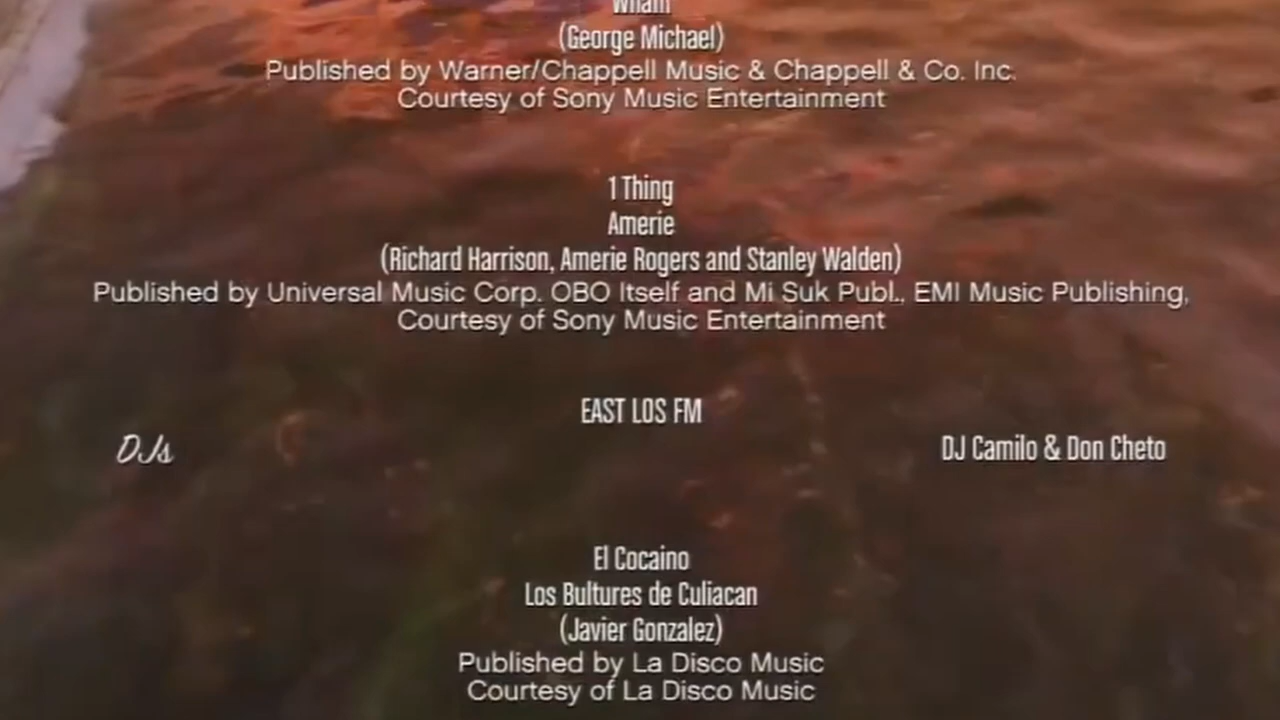 Wham
(George Michael)
Published by Warner/Chappell Music & Chappell & Co. Inc.
Courtesy of Sony Music Entertainment
1 Thing
Amerie
(Richard Harrison, Amerie Rogers and Stanley Walden)
Published by Universal Music Corp. OBO Itself and Mi Suk Publ., EMI Music Publishing,
Courtesy of Sony Music Entertainment
EAST LOS FM
DJs DJ Camilo & Don Cheto
El Cocaino
Los Bultures de Culiacan
(Javier Gonzalez)
Published by La Disco Music
Courtesy of La Disco Music